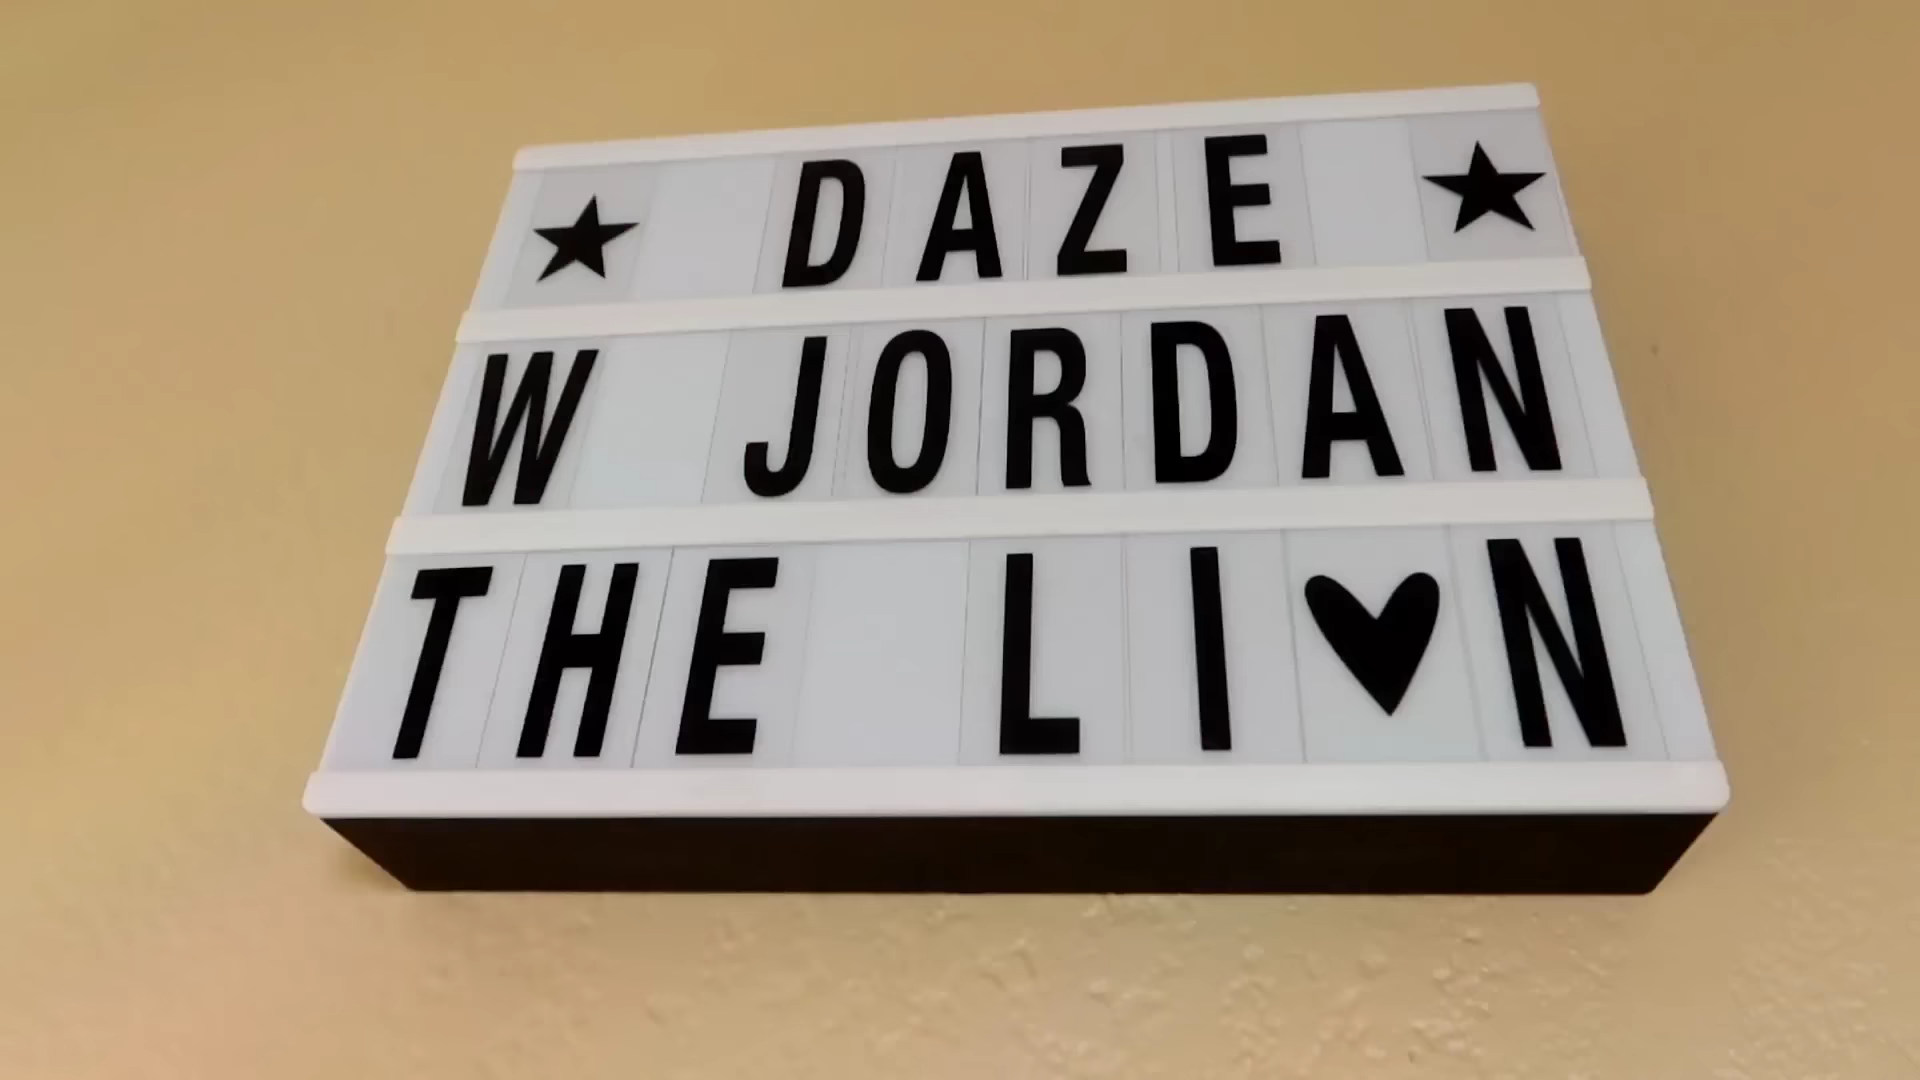 ★ DAZE ★
W JORDAN
THE LI♥N